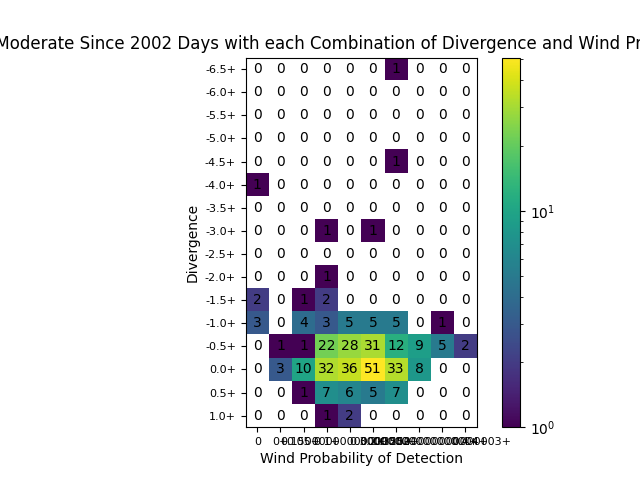 Moderate Since 2002 Days with each Combination of Divergence and Wind Pr
-6.5+ 0 0 0 0 0 0 1 0 0 0
-6.0+ 0 0 0 0 0 0 0 0 0 0
-5.5+ 0 0 0 0 0 0 0 0 0 0
-5.0+ 0 0 0 0 0 0 0 0 0 0
-4.5+ 0 0 0 0 0 0 1 0 0 0
-4.0+ 1 0 0 0 0 0 0 0 0 0
-3.5+ 0 0 0 0 0 0 0 0 0 0
-3.0+ 0 0 0 1 0 1 0 0 0 0
-2.5+ 0 0 0 0 0 0 0 0 0 0
-2.0+ 0 0 0 1 0 0 0 0 0 0
-1.5+ 2 0 1 2 0 0 0 0 0 0
-1.0+ 3 0 4 3 5 5 5 0 1 0
-0.5+ 0 1 1 22 28 31 12 9 5 2
0.0+ 0 3 10 32 36 51 33 8 0 0
0.5+ 0 0 1 7 6 5 7 0 0 0
1.0+ 0 0 0 1 2 0 0 0 0 0
0
Divergence
Wind Probability of Detection
10^1
10^0